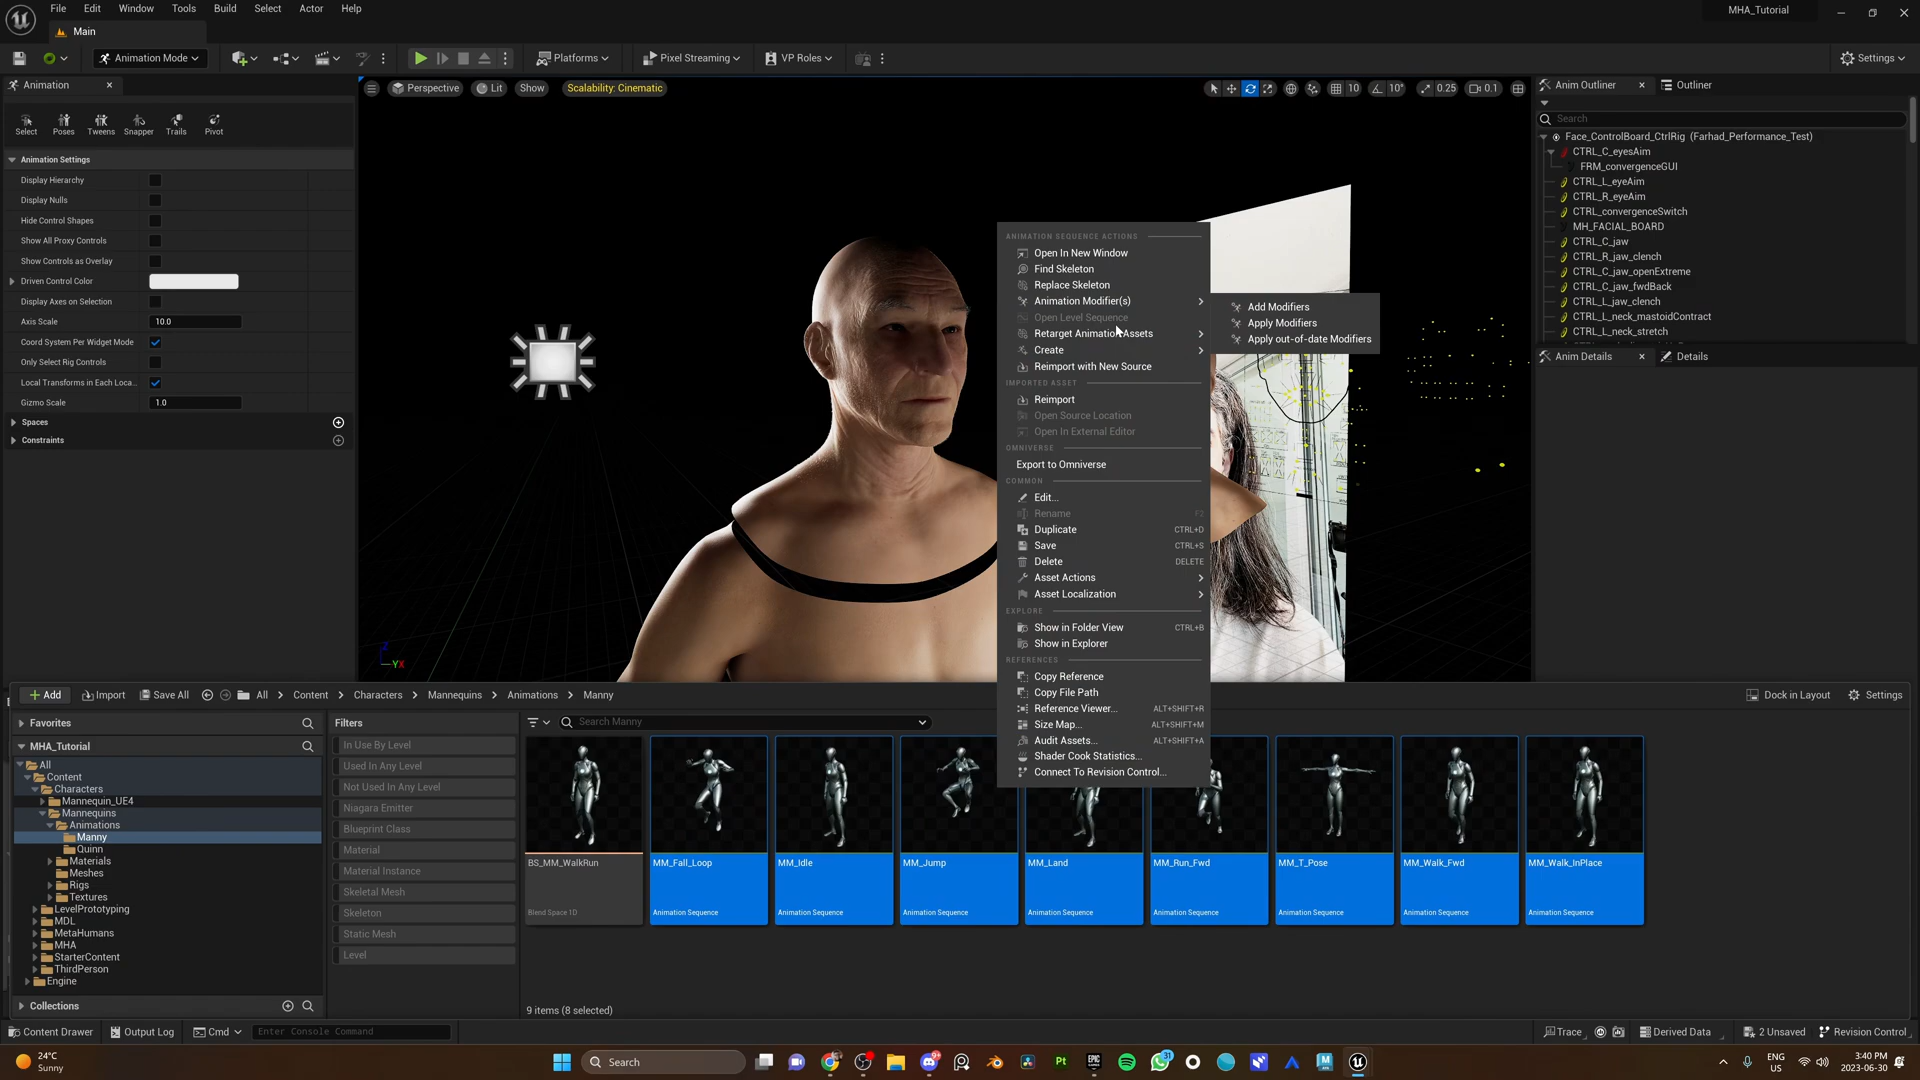 File Edit Window Tools Build Select Actor Help
MHA_Tutorial
Main
Animation Mode
Platforms
Pixel Streaming
VP Roles
Settings
Animation
Select Poses Tweens Snapper Trails Pivot
Animation Settings
Display Hierarchy
Display Nulls
Hide Control Shapes
Show All Proxy Controls
Show Controls as Overlay
Driven Control Color
Display Axes on Selection
Axis Scale 10.0
Coord System Per Widget Mode
Only Select Rig Controls
Local Transforms in Each Loca...
Gizmo Scale 1.0
Spaces
Constraints
Perspective Lit Show Scalability: Cinematic
10 10° 0.25 0.1
Z
YX
ANIMATION SEQUENCE ACTIONS
Open In New Window
Find Skeleton
Replace Skeleton
Animation Modifier(s)
Open Level Sequence
Retarget Animation Assets
Create
Reimport with New Source
IMPORTED ASSET
Reimport
Open Source Location
Open In External Editor
OMNIVERSE
Export to Omniverse
COMMON
Edit...
Rename F2
Duplicate CTRL+D
Save CTRL+S
Delete DELETE
Asset Actions
Asset Localization
EXPLORE
Show in Folder View CTRL+B
Show in Explorer
REFERENCES
Copy Reference
Copy File Path
Reference Viewer... ALT+SHIFT+R
Size Map... ALT+SHIFT+M
Audit Assets... ALT+SHIFT+A
Shader Cook Statistics...
Connect To Revision Control...
Add Modifiers
Apply Modifiers
Apply out-of-date Modifiers
Anim Outliner
Outliner
Search
Face_ControlBoard_CtrlRig (Farhad_Performance_Test)
CTRL_C_eyesAim
FRM_convergenceGUI
CTRL_L_eyeAim
CTRL_R_eyeAim
CTRL_convergenceSwitch
MH_FACIAL_BOARD
CTRL_C_jaw
CTRL_R_jaw_clench
CTRL_C_jaw_openExtreme
CTRL_C_jaw_fwdBack
CTRL_L_jaw_clench
CTRL_L_neck_mastoidContract
CTRL_L_neck_stretch
Anim Details
Details
Add Import Save All All Content Characters Mannequins Animations Manny
Dock in Layout Settings
Favorites
MHA_Tutorial
All
Content
Characters
Mannequin_UE4
Mannequins
Animations
Manny
Quinn
Materials
Meshes
Rigs
Textures
LevelPrototyping
MDL
MetaHumans
MHA
StarterContent
ThirdPerson
Engine
Collections
Filters
In Use By Level
Used In Any Level
Not Used In Any Level
Niagara Emitter
Blueprint Class
Material
Material Instance
Skeletal Mesh
Skeleton
Static Mesh
Level
Search Manny
BS_MM_WalkRun MM_Fall_Loop MM_Idle MM_Jump MM_Land MM_Run_Fwd MM_T_Pose MM_Walk_Fwd MM_Walk_InPlace
Blend Space 1D Animation Sequence Animation Sequence Animation Sequence Animation Sequence Animation Sequence Animation Sequence Animation Sequence Animation Sequence
9 items (8 selected)
Content Drawer Output Log Cmd Enter Console Command
Trace Derived Data 2 Unsaved Revision Control
24°C
Sunny
Search
Pt
EPIC
31
ENG
US
3:40 PM
2023-06-30